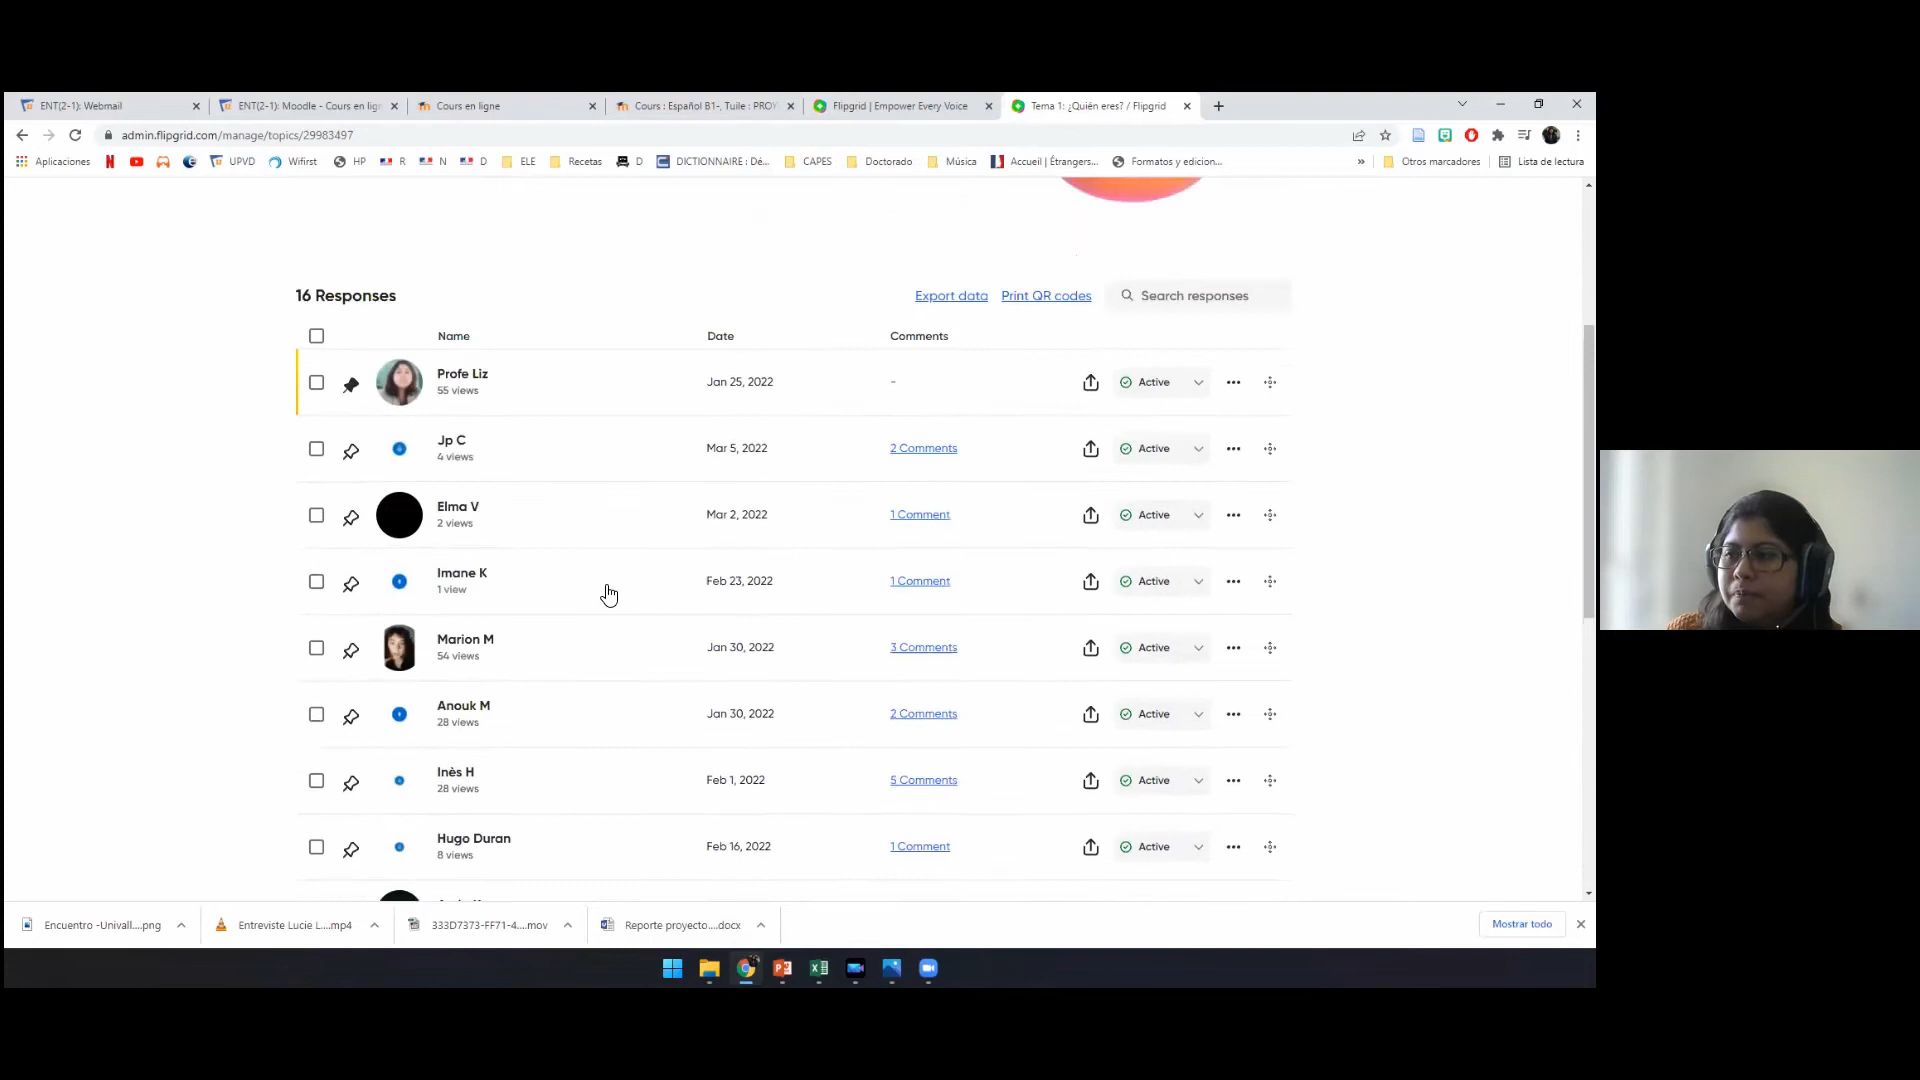 ENT(2-1): Webmail
ENT(2-1): Moodle - Cours en lign
Cours en ligne
Cours : Español B1-, Tuile : PROY
Flipgrid | Empower Every Voice
Tema 1: ¿Quién eres? / Flipgrid
admin.flipgrid.com/manage/topics/29983497
Aplicaciones
UPVD
Wifirst
HP
R
N
D
ELE
Recetas
D
DICTIONNAIRE : Dé...
CAPES
Doctorado
Música
Accueil | Étrangers...
Formatos y edicion...
»
Otros marcadores
Lista de lectura
16 Responses
Export data
Print QR codes
Search responses
Name
Date
Comments
Profe Liz
55 views
Jan 25, 2022
-
Active
Jp C
4 views
Mar 5, 2022
2 Comments
Active
Elma V
2 views
Mar 2, 2022
1 Comment
Active
Imane K
1 view
Feb 23, 2022
1 Comment
Active
Marion M
54 views
Jan 30, 2022
3 Comments
Active
Anouk M
28 views
Jan 30, 2022
2 Comments
Active
Inès H
28 views
Feb 1, 2022
5 Comments
Active
Hugo Duran
8 views
Feb 16, 2022
1 Comment
Active
Encuentro -Univall....png
Entreviste Lucie L....mp4
333D7373-FF71-4....mov
Reporte proyecto....docx
Mostrar todo